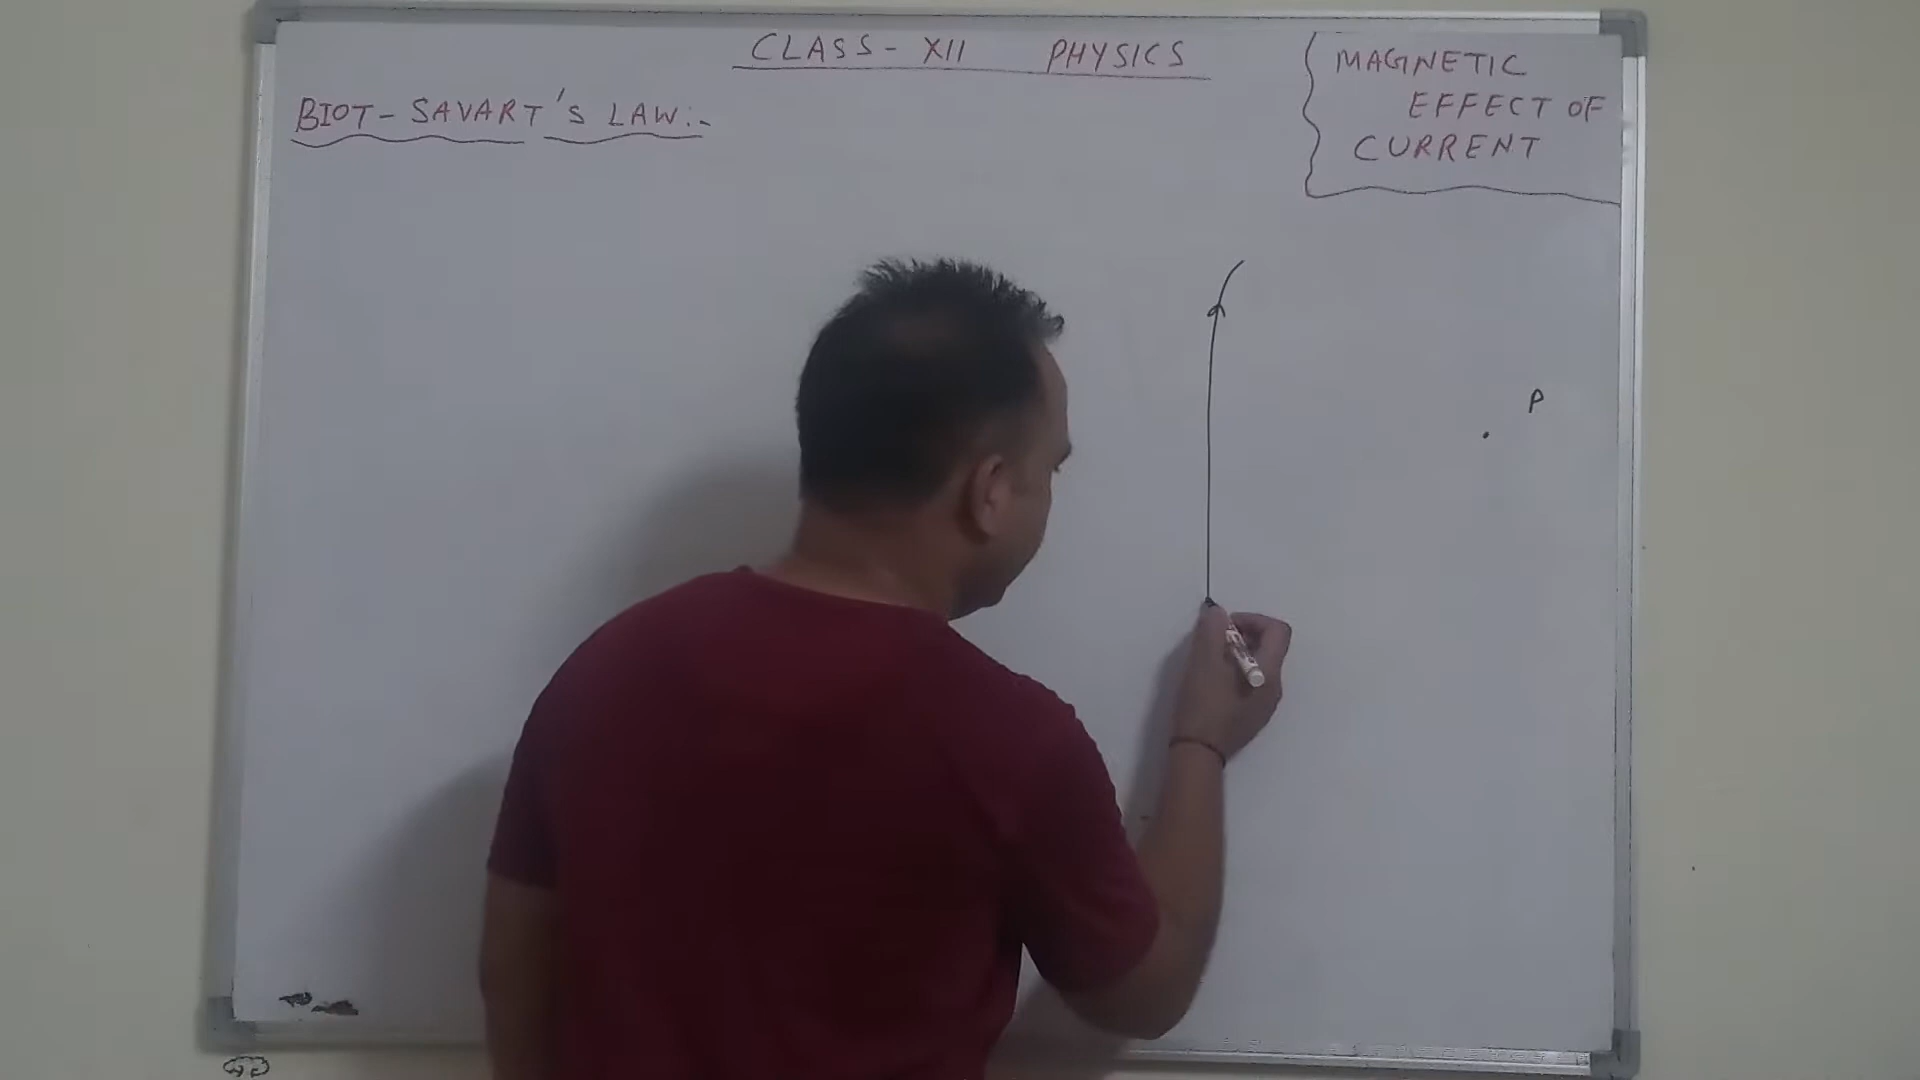 CLASS - XII PHYSICS
MAGNETIC
EFFECT OF
CURRENT
BIOT - SAVART'S LAW:-
P